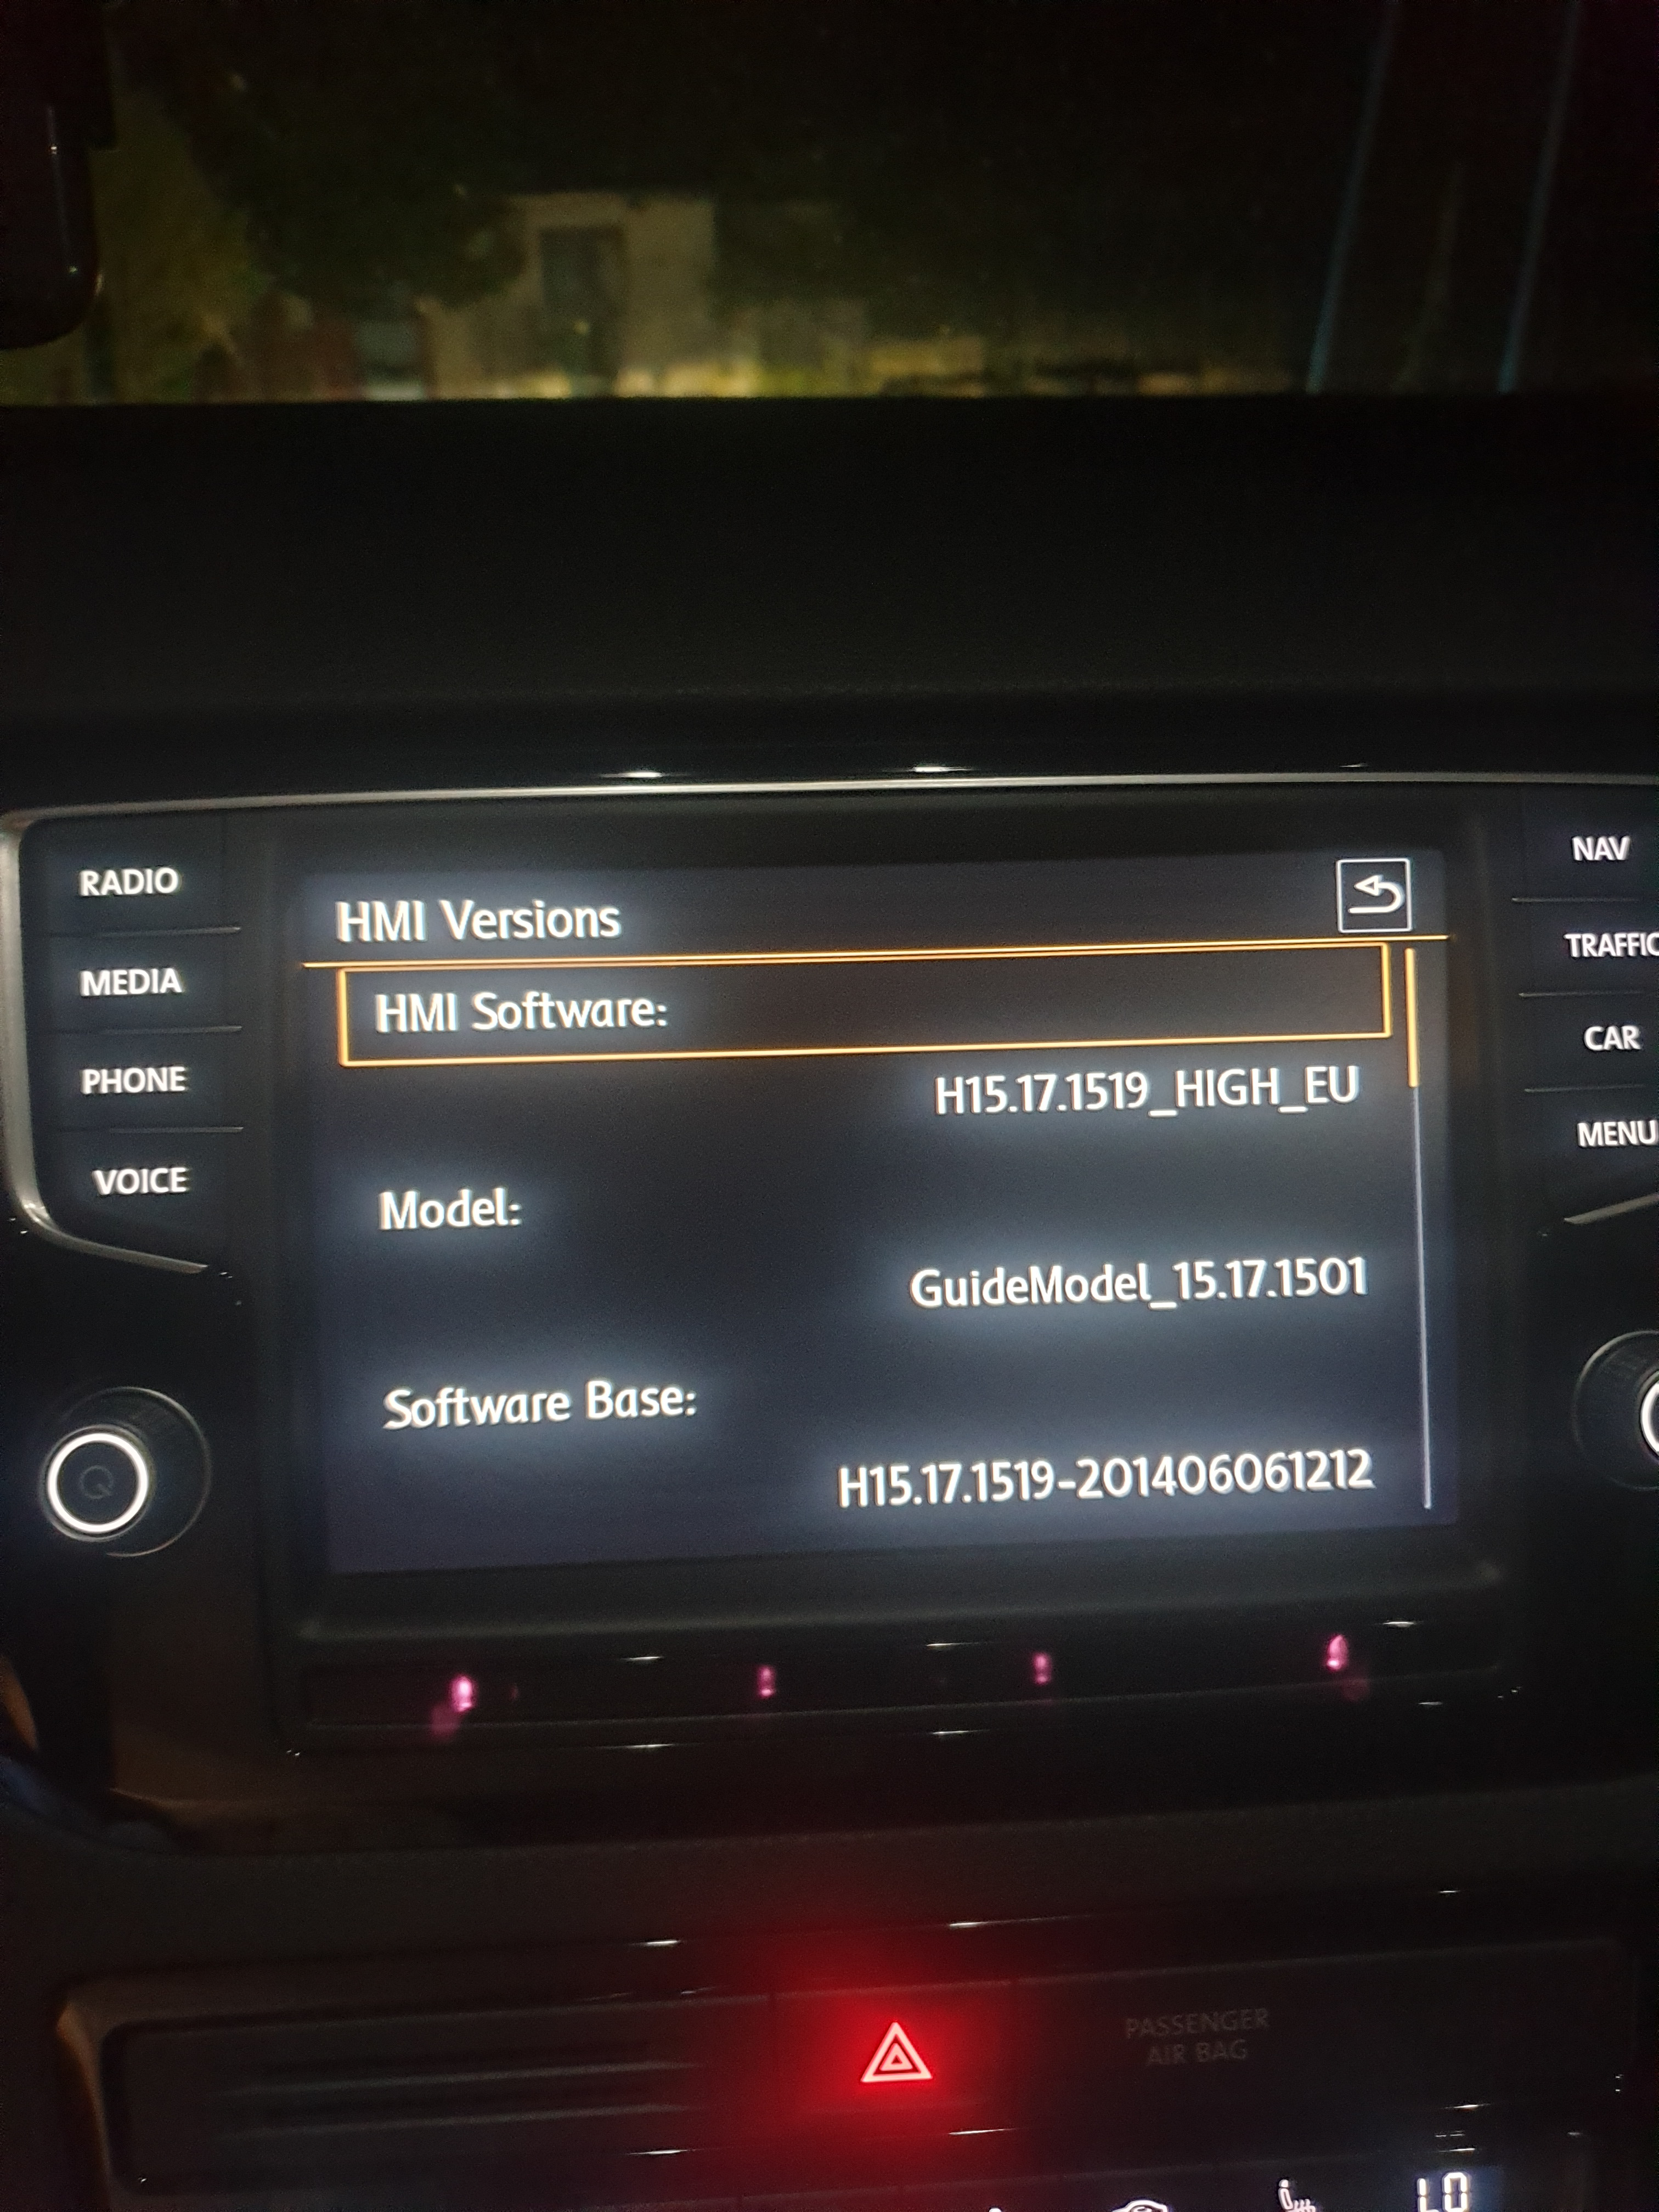 RADIO
MEDIA
PHONE
VOICE
HMI Versions
HMI Software:
H15.17.1519_HIGH_EU
Model:
GuideModel_15.17.1501
Software Base:
H15.17.1519-201406061212
NAV
TRAFFIC
CAR
MENU
PASSENGER
AIR BAG
LO